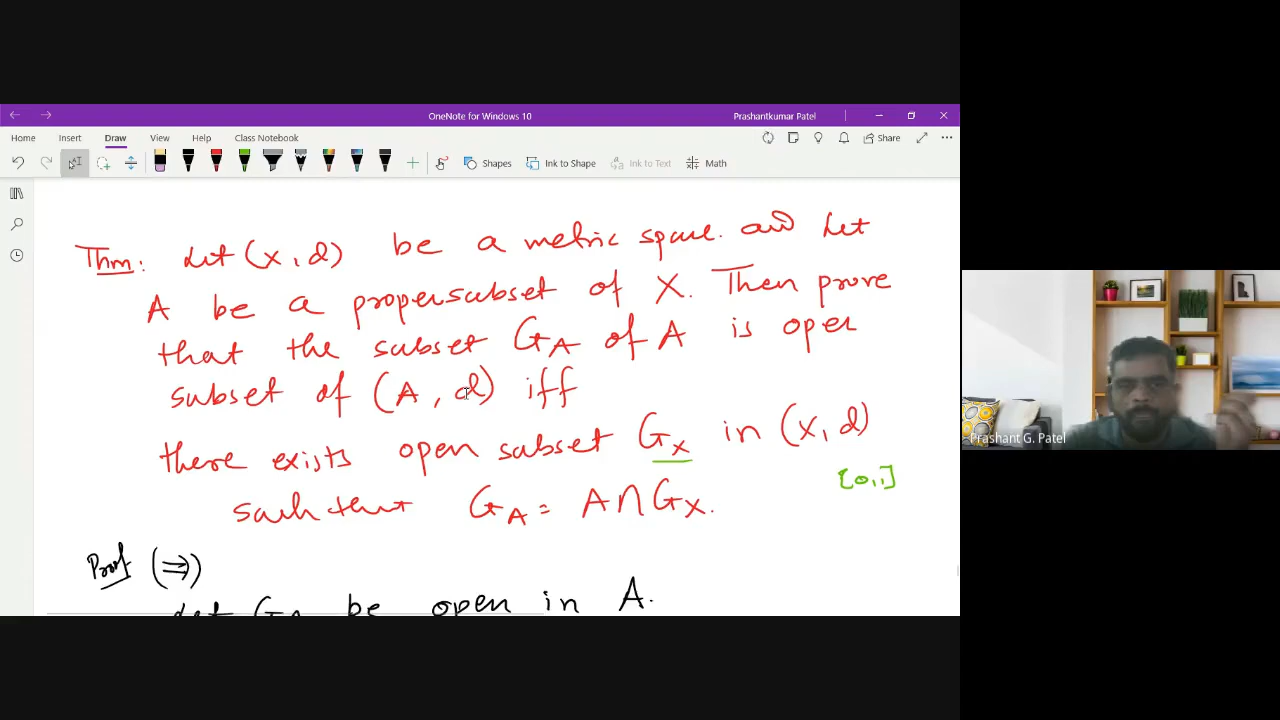 OneNote for Windows 10
Prashantkumar Patel
Home Insert Draw View Help Class Notebook
Share
Shapes Ink to Shape Ink to Text Math
Thm: Let (X, d) be a metric space. and Let
A be a proper subset of X. Then prove
that the subset G_A of A is open
subset of (A, d) iff
there exists open subset G_X in (X, d)
[0,1]
such that G_A = A ∩ G_X.
Proof (⇒)
Let G_A be open in A.
Prashant G. Patel